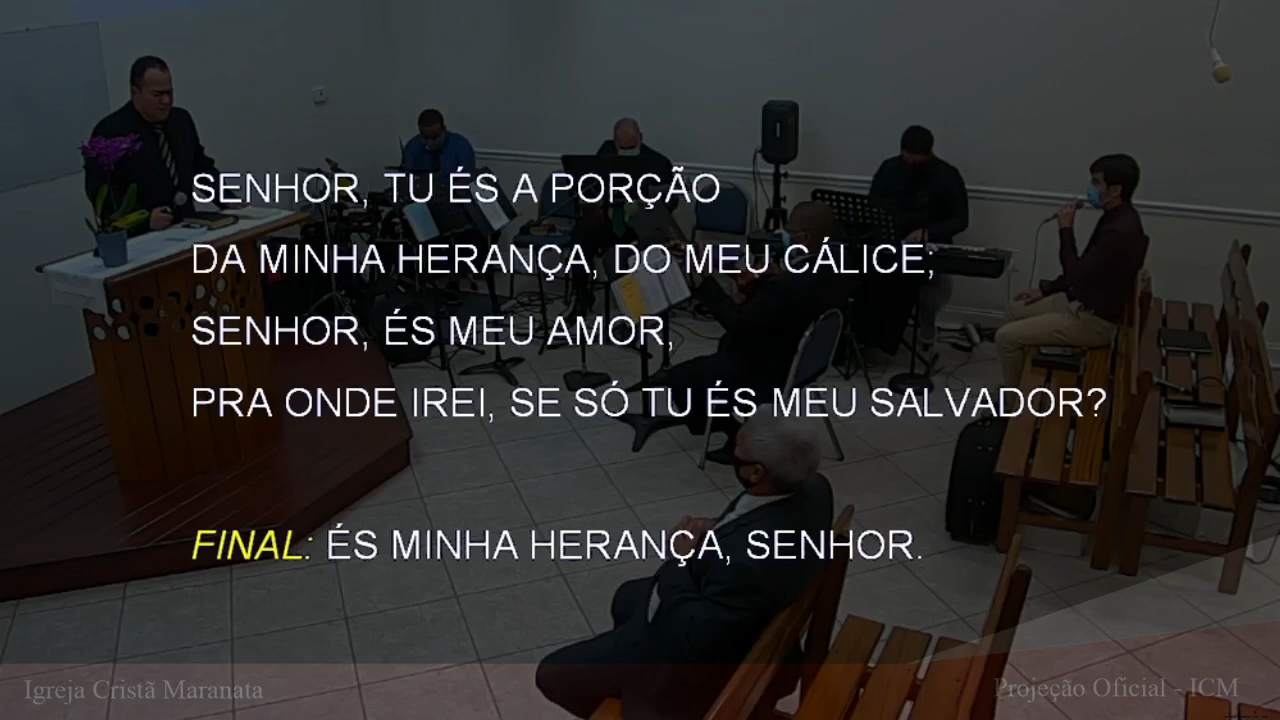 SENHOR, TU ÉS A PORÇÃO
DA MINHA HERANÇA, DO MEU CÁLICE;
SENHOR, ÉS MEU AMOR,
PRA ONDE IREI, SE SÓ TU ÉS MEU SALVADOR?
FINAL: ÉS MINHA HERANÇA, SENHOR.
Igreja Cristã Maranata
Projeção Oficial - ICM